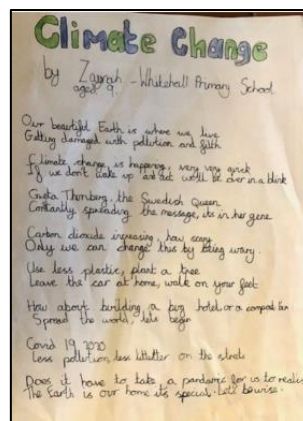 Climate Change
by Zaynah - Whitehall Primary School
aged 9.
Our beautiful Earth is where we live
Getting damaged with pollution and filth
Climate change, is happening, very very quick
If we don't wake up and act we'll be over in a blink
Greta Thunberg, the Swedish Queen
Constantly spreading the message, its in her gene
Carbon dioxide increasing, how scary
Only we can change this by being wary.
Use less plastic, plant a tree
Leave the car at home, walk on your feet
How about building a bug hotel or a compost bin
Spread the world, lets begin
Covid 19 2020
Less pollution, less litter on the streets
Does it have to take a pandemic for us to realise
The Earth is our home its special. Let's be wise.